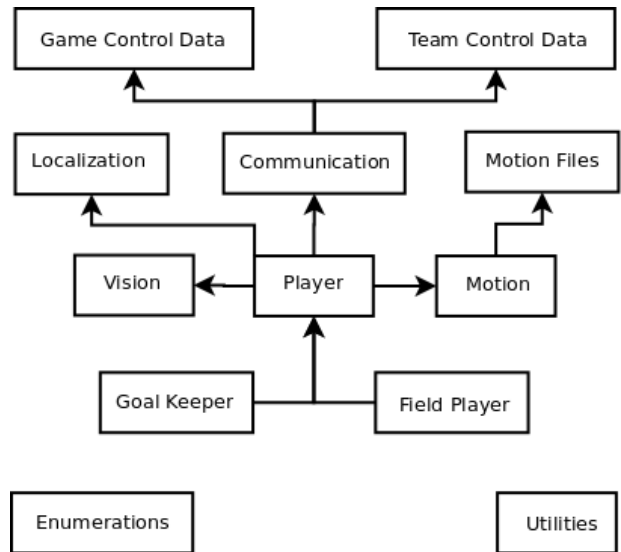 Game Control Data
Team Control Data
Localization
Communication
Motion Files
Vision
Player
Motion
Goal Keeper
Field Player
Enumerations
Utilities